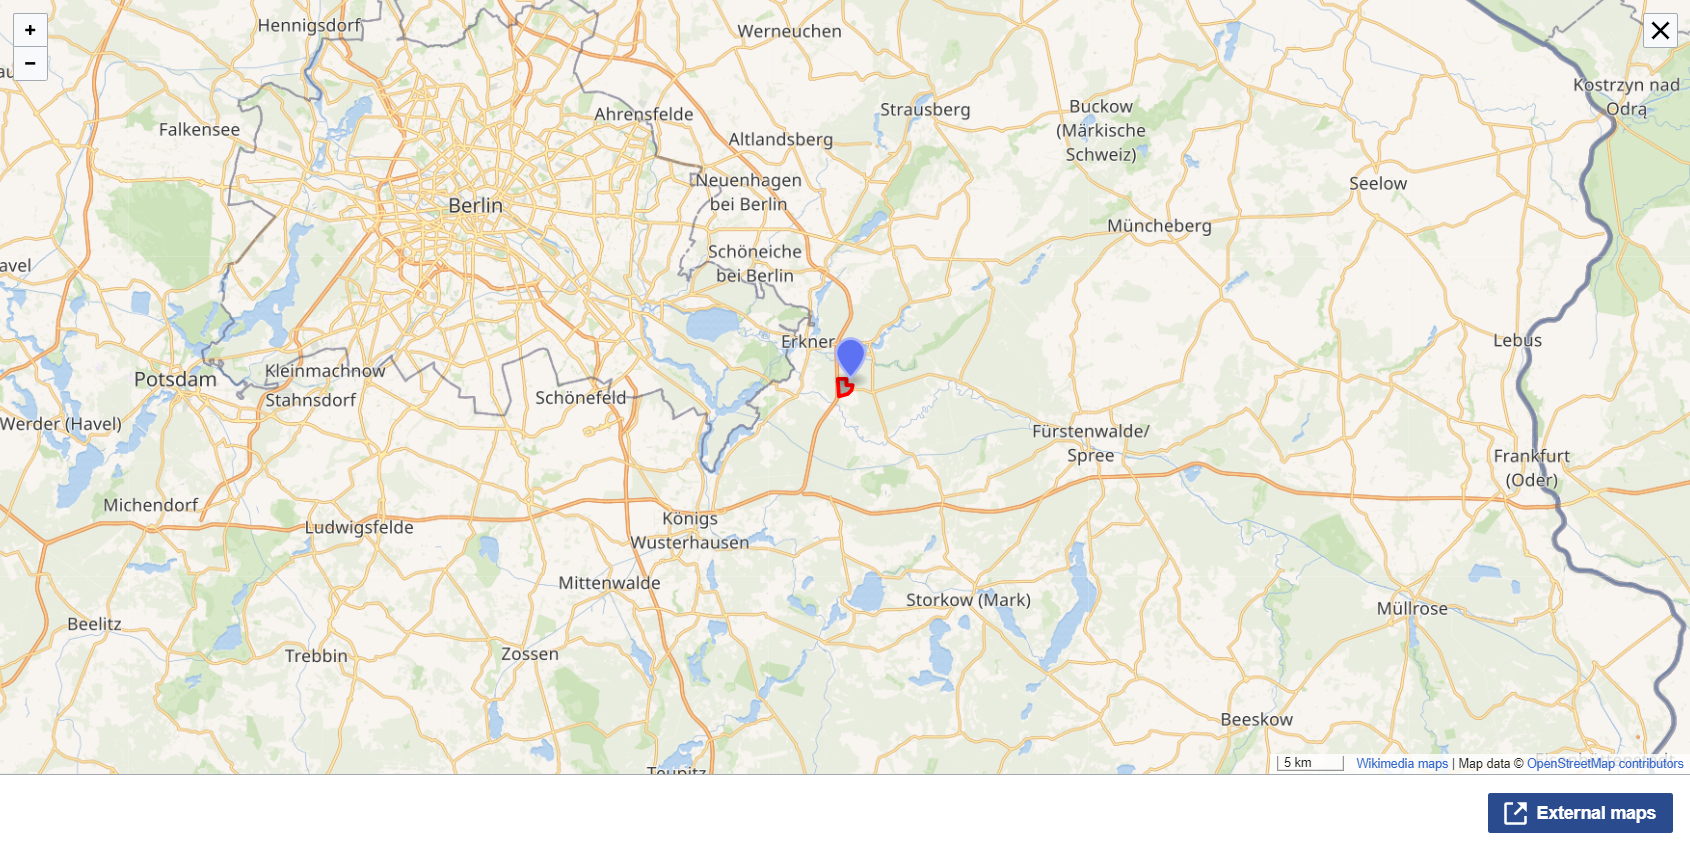 +
Hennigsdorf
Werneuchen
−
Kostrzyn nad
Odrą
Strausberg
Buckow
(Märkische
Schweiz)
Ahrensfelde
Falkensee
Altlandsberg
Neuenhagen
bei Berlin
Seelow
Berlin
Müncheberg
Schöneiche
bei Berlin
avel
Erkner
Lebus
Kleinmachnow
Potsdam
Stahnsdorf
Schönefeld
Werder (Havel)
Fürstenwalde/
Spree
Frankfurt
(Oder)
Michendorf
Ludwigsfelde
Königs
Wusterhausen
Mittenwalde
Storkow (Mark)
Müllrose
Beelitz
Trebbin
Zossen
Beeskow
Teupitz
5 km
Wikimedia maps | Map data © OpenStreetMap contributors
External maps